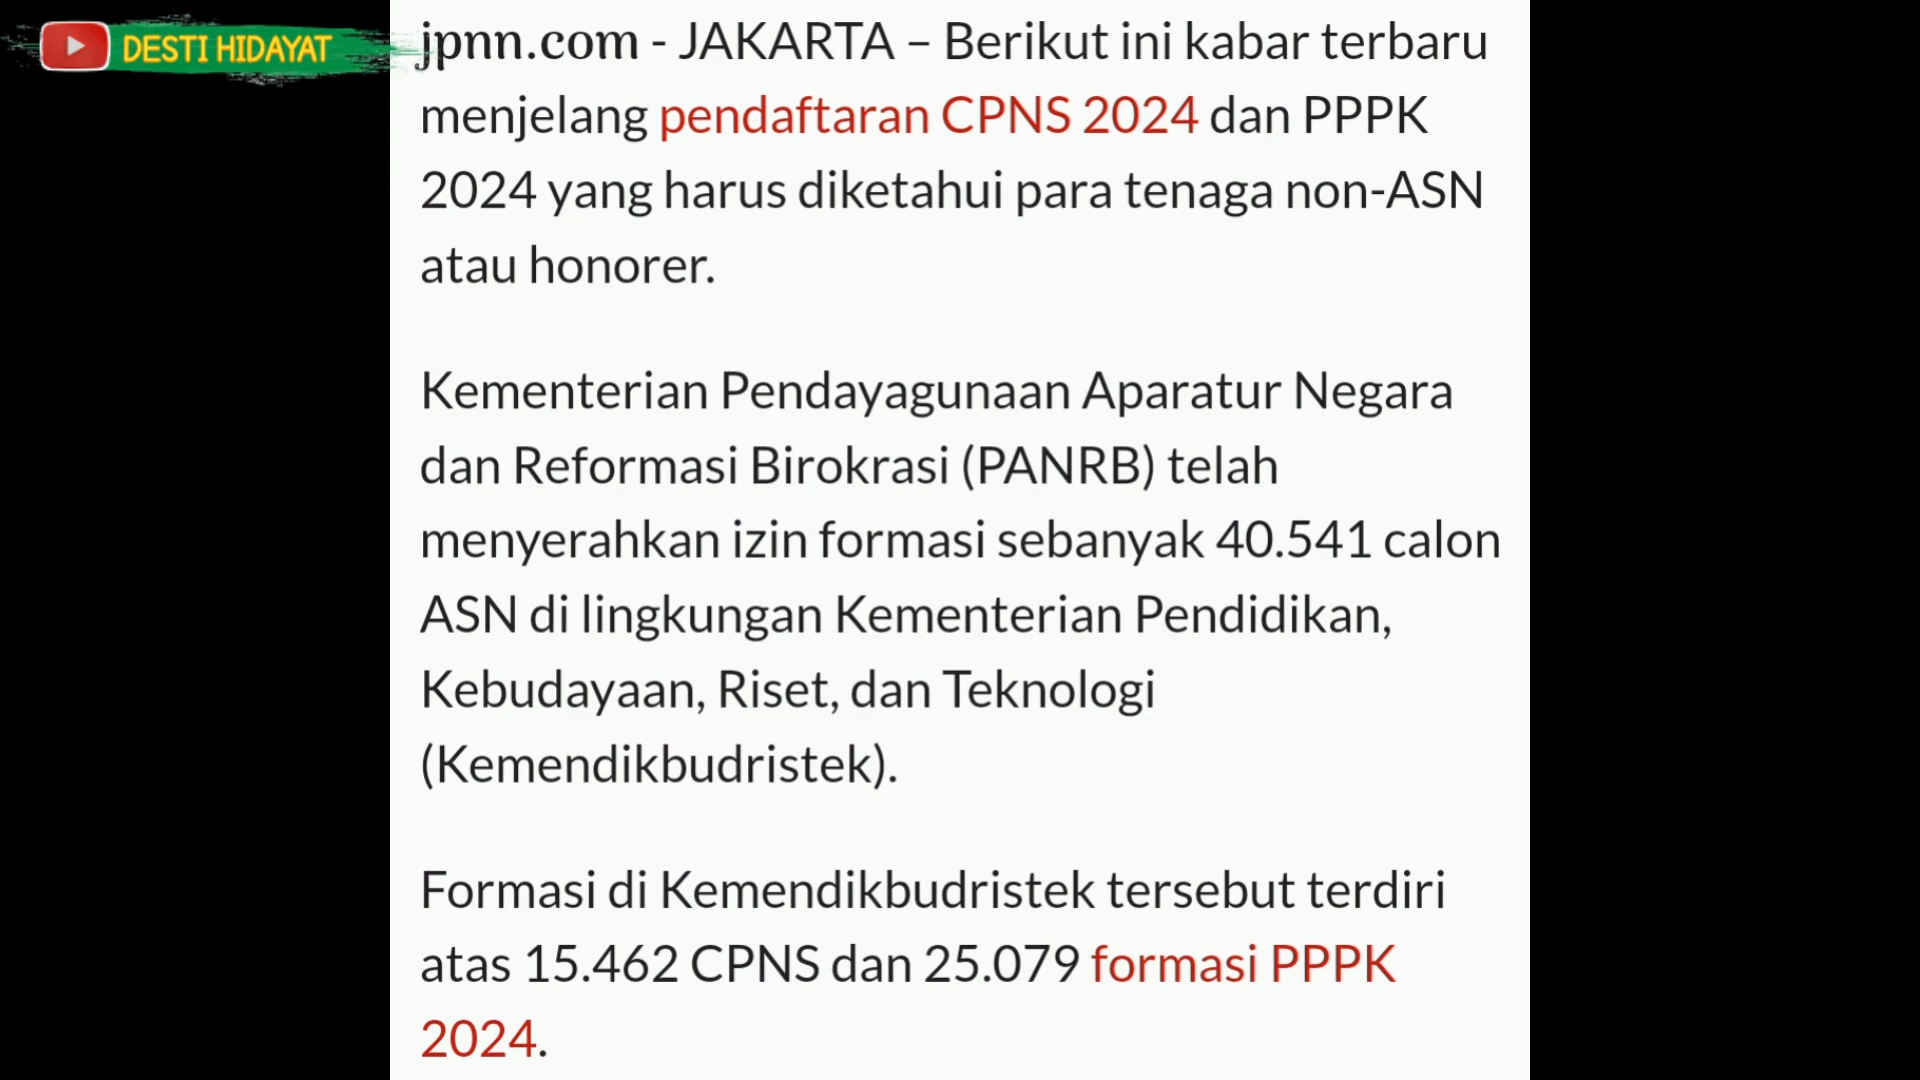 DESTI HIDAYAT
jpnn.com - JAKARTA – Berikut ini kabar terbaru
menjelang pendaftaran CPNS 2024 dan PPPK
2024 yang harus diketahui para tenaga non-ASN
atau honorer.
Kementerian Pendayagunaan Aparatur Negara
dan Reformasi Birokrasi (PANRB) telah
menyerahkan izin formasi sebanyak 40.541 calon
ASN di lingkungan Kementerian Pendidikan,
Kebudayaan, Riset, dan Teknologi
(Kemendikbudristek).
Formasi di Kemendikbudristek tersebut terdiri
atas 15.462 CPNS dan 25.079 formasi PPPK
2024.